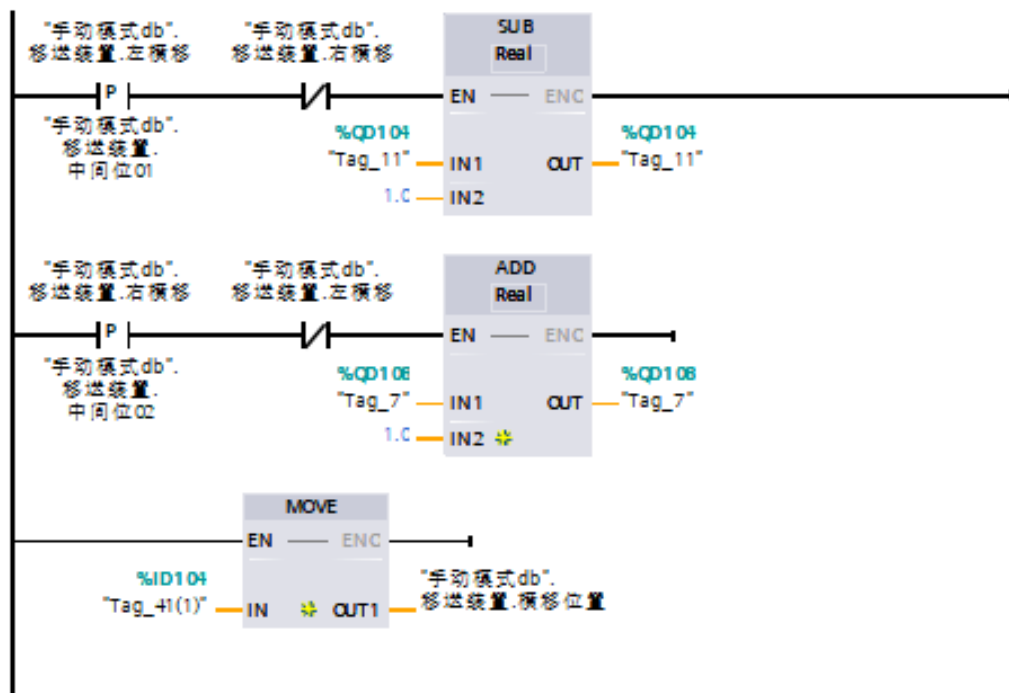 "手动模式db".
移送装置.左横移
"手动模式db".
移送装置.右横移
SUB
Real
P
EN
ENO
"手动模式db".
移送装置.
中间位01
%QD104
"Tag_11"
IN1
1.0
IN2
OUT
%QD104
"Tag_11"
"手动模式db".
移送装置.右横移
"手动模式db".
移送装置.左横移
ADD
Real
P
EN
ENO
"手动模式db".
移送装置.
中间位02
%QD108
"Tag_7"
IN1
1.0
IN2
OUT
%QD108
"Tag_7"
MOVE
EN
ENO
%ID104
"Tag_41(1)"
IN
OUT1
"手动模式db".
移送装置.横移位置